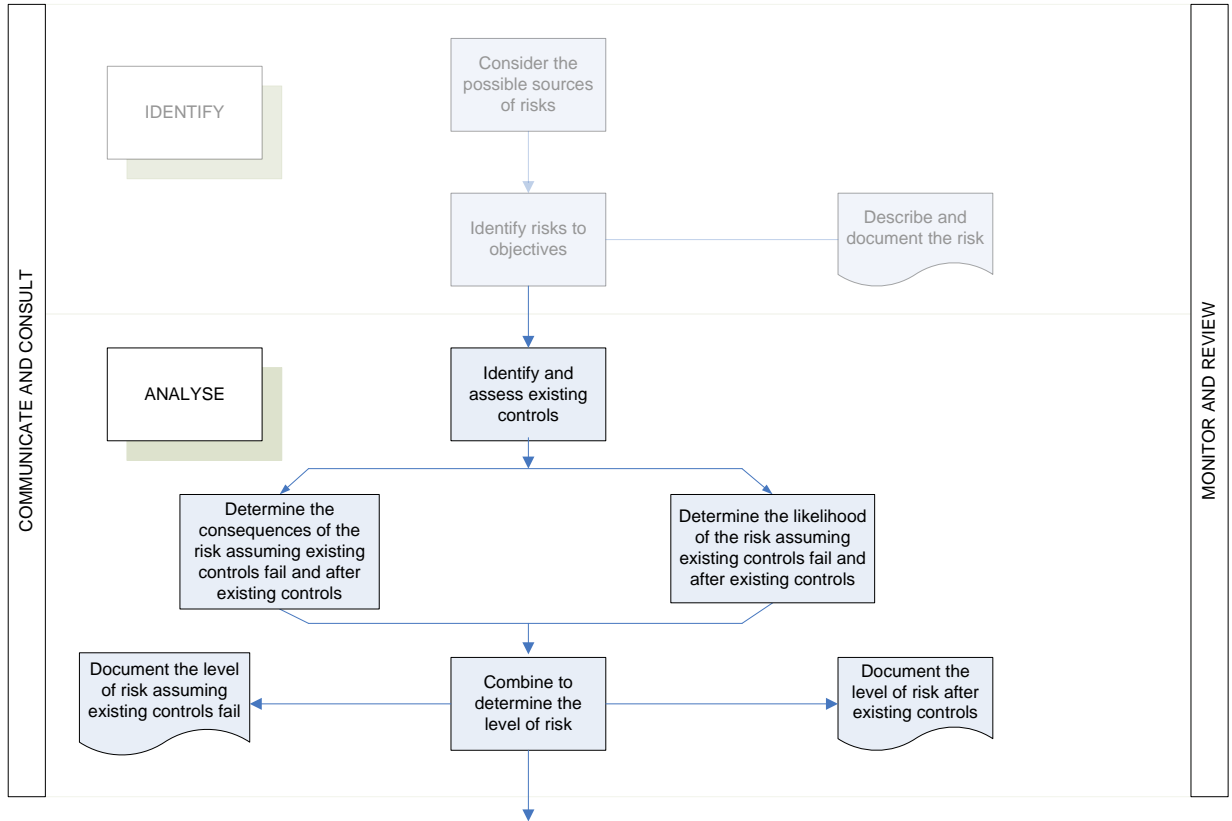 COMMUNICATE AND CONSULT
IDENTIFY
Consider the
possible sources
of risks
Identify risks to
objectives
Describe and
document the risk
ANALYSE
Identify and
assess existing
controls
Determine the
consequences of the
risk assuming existing
controls fail and after
existing controls
Determine the likelihood
of the risk assuming
existing controls fail and
after existing controls
Document the level
of risk assuming
existing controls fail
Combine to
determine the
level of risk
Document the
level of risk after
existing controls
MONITOR AND REVIEW